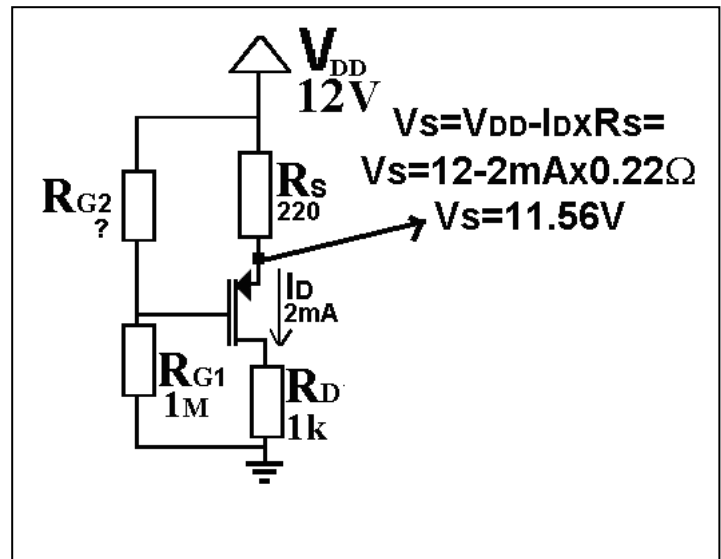 VDD
12V
VS=VDD-IDXRS=
VS=12-2mAx0.22Ω
VS=11.56V
RS
220
RG2
?
ID
2mA
RG1
1M
RD
1k